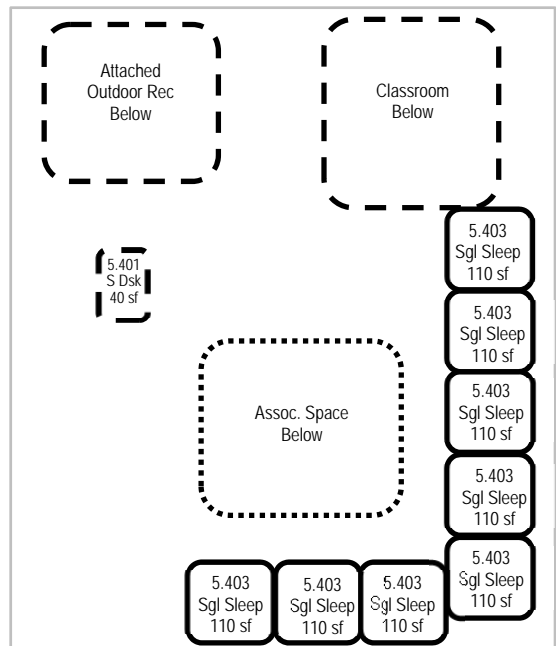 Attached
Outdoor Rec
Below
Classroom
Below
5.403
Sgl Sleep
110 sf
5.401
S Dsk
40 sf
5.403
Sgl Sleep
110 sf
Assoc. Space
Below
5.403
Sgl Sleep
110 sf
5.403
Sgl Sleep
110 sf
5.403
Sgl Sleep
110 sf
5.403
Sgl Sleep
110 sf
5.403
Sgl Sleep
110 sf
5.403
Sgl Sleep
110 sf